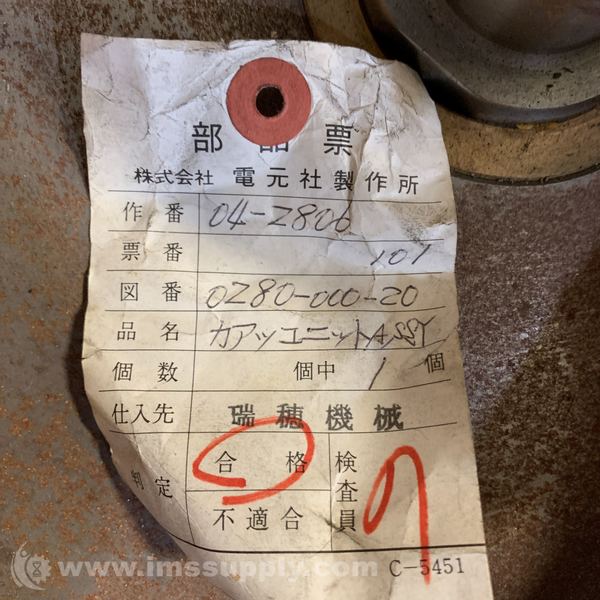 部品票
株式会社 電元社製作所
作番 04-2806
票番 101
図番 0280-000-20
品名 カアツユニットASSY
個数 個中 1 個
仕入先 瑞穂機械
判定 合格 検査員
不適合
C-5451
www.imssupply.com